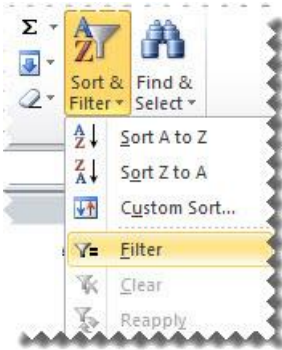 Σ
Sort & Find &
Filter Select
Sort A to Z
Sort Z to A
Custom Sort...
Filter
Clear
Reapply